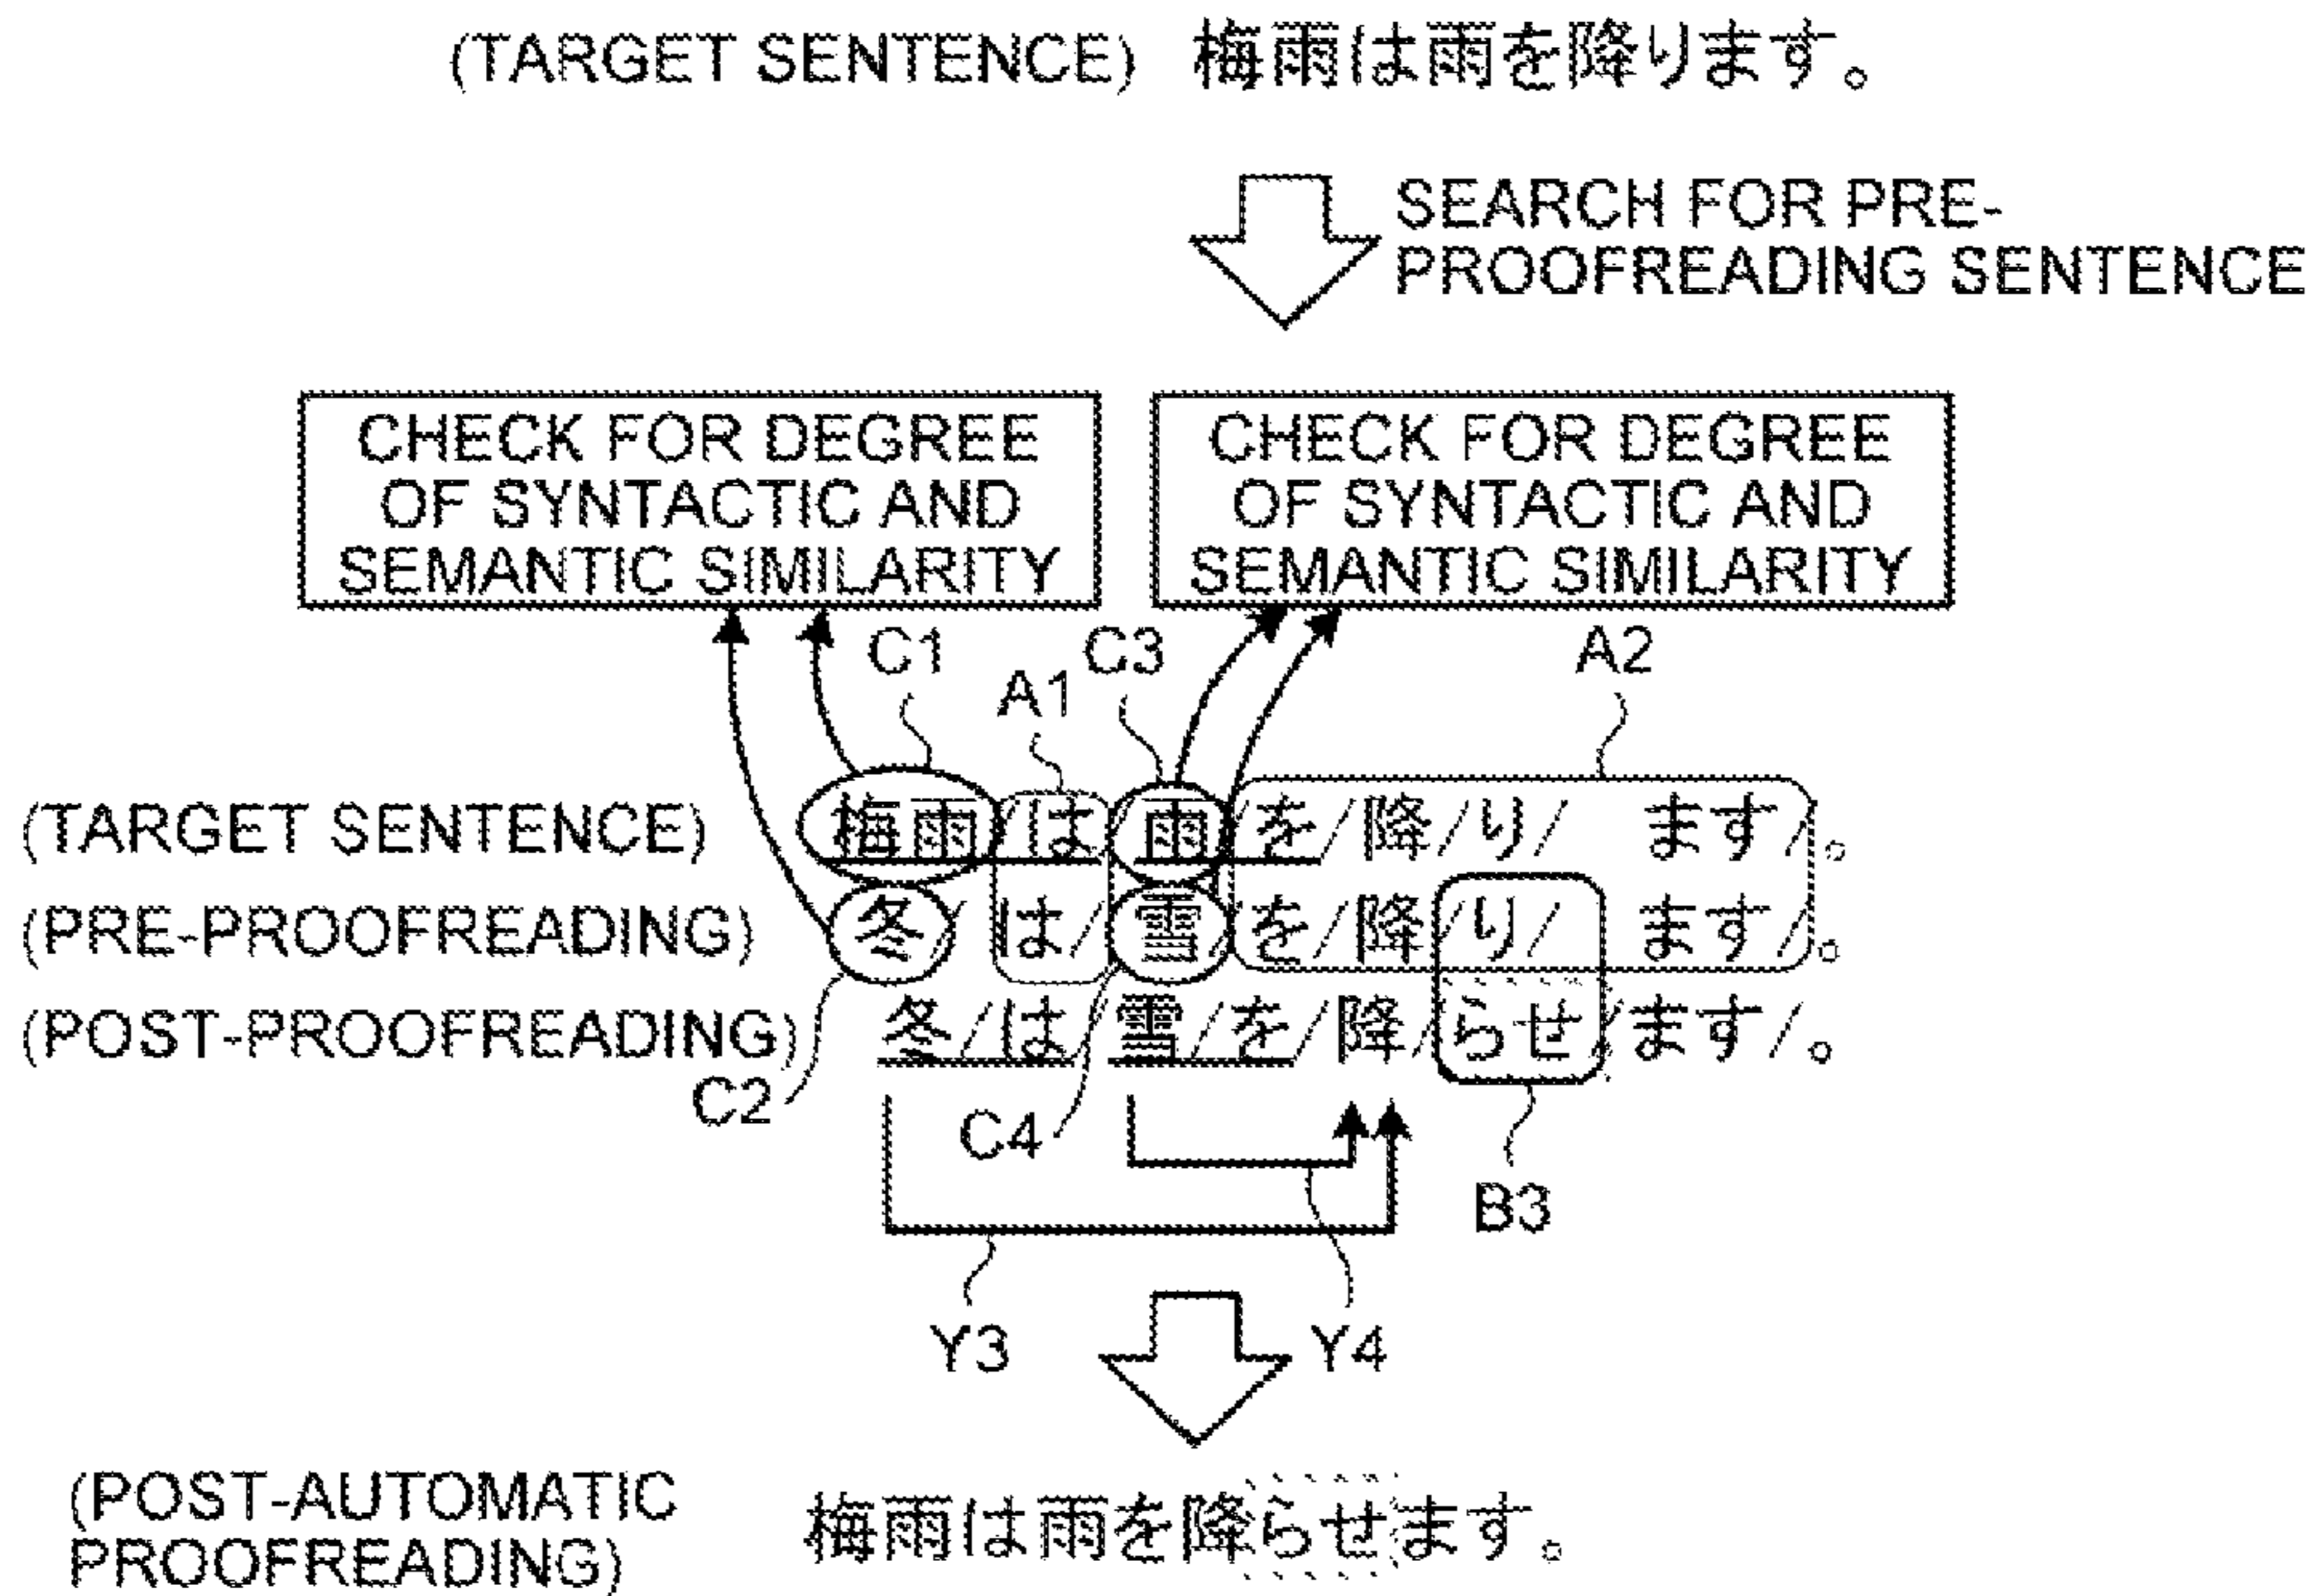 (TARGET SENTENCE) 梅雨は雨を降ります。
SEARCH FOR PRE-
PROOFREADING SENTENCE
CHECK FOR DEGREE
OF SYNTACTIC AND
SEMANTIC SIMILARITY
CHECK FOR DEGREE
OF SYNTACTIC AND
SEMANTIC SIMILARITY
C1
A1
C3
A2
(TARGET SENTENCE) 梅雨/は/雨/を/降/り/ ます/。
(PRE-PROOFREADING) 冬/ は/雪/を/降/り/ ます/。
(POST-PROOFREADING) 冬/は/雪/を/降/らせ/ます/。
C2
C4
B3
Y3
Y4
(POST-AUTOMATIC
PROOFREADING)
梅雨は雨を降らせます。